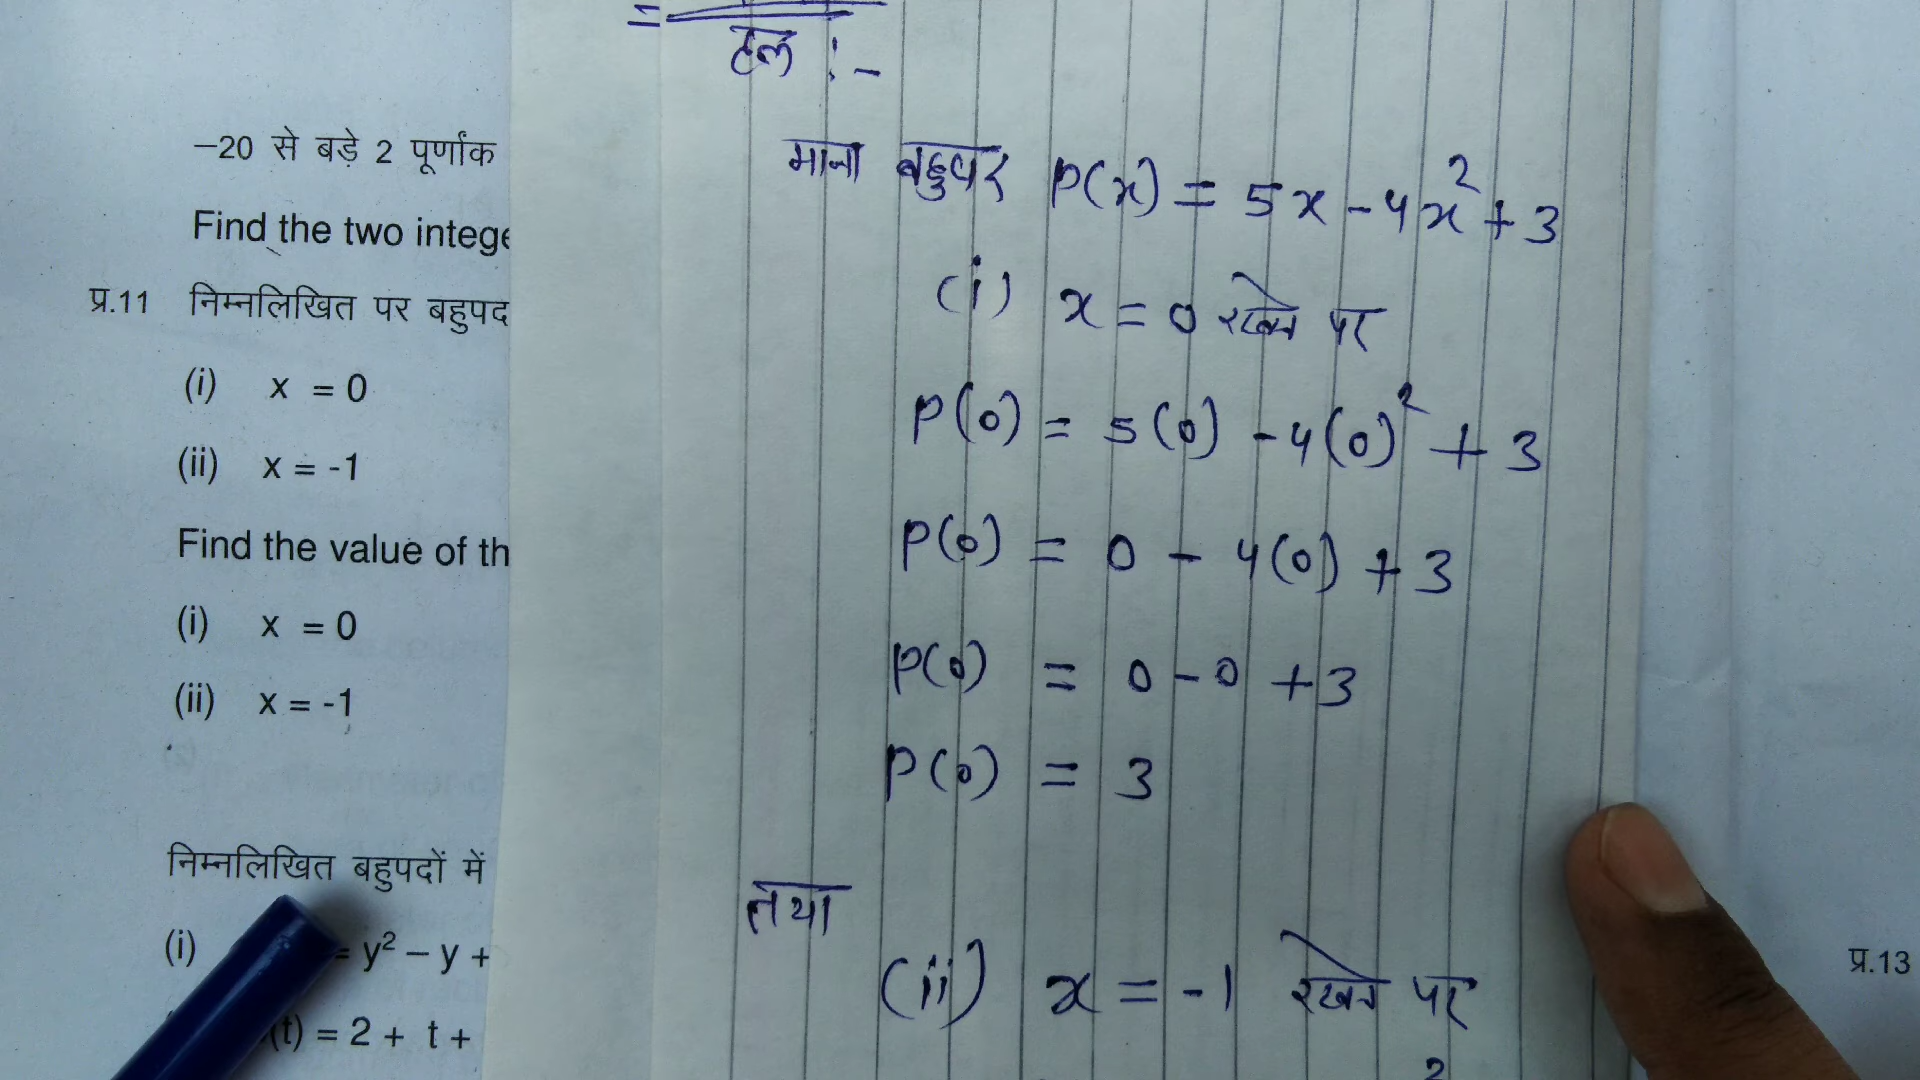 –20 से बड़े 2 पूर्णांक
Find the two intege
प्र.11 निम्नलिखित पर बहुपद
(i) x = 0
(ii) x = -1
Find the value of th
(i) x = 0
(ii) x = -1
निम्नलिखित बहुपदों में
(i) = y² – y +
(t) = 2 + t +
हल :-
माना बहुपद P(x) = 5x - 4x² + 3
(i) x = 0 रखने पर
P(0) = 5(0) - 4(0)² + 3
P(0) = 0 - 4(0) + 3
P(0) = 0 - 0 + 3
P(0) = 3
तथा
(ii) x = -1 रखने पर
2
प्र.13